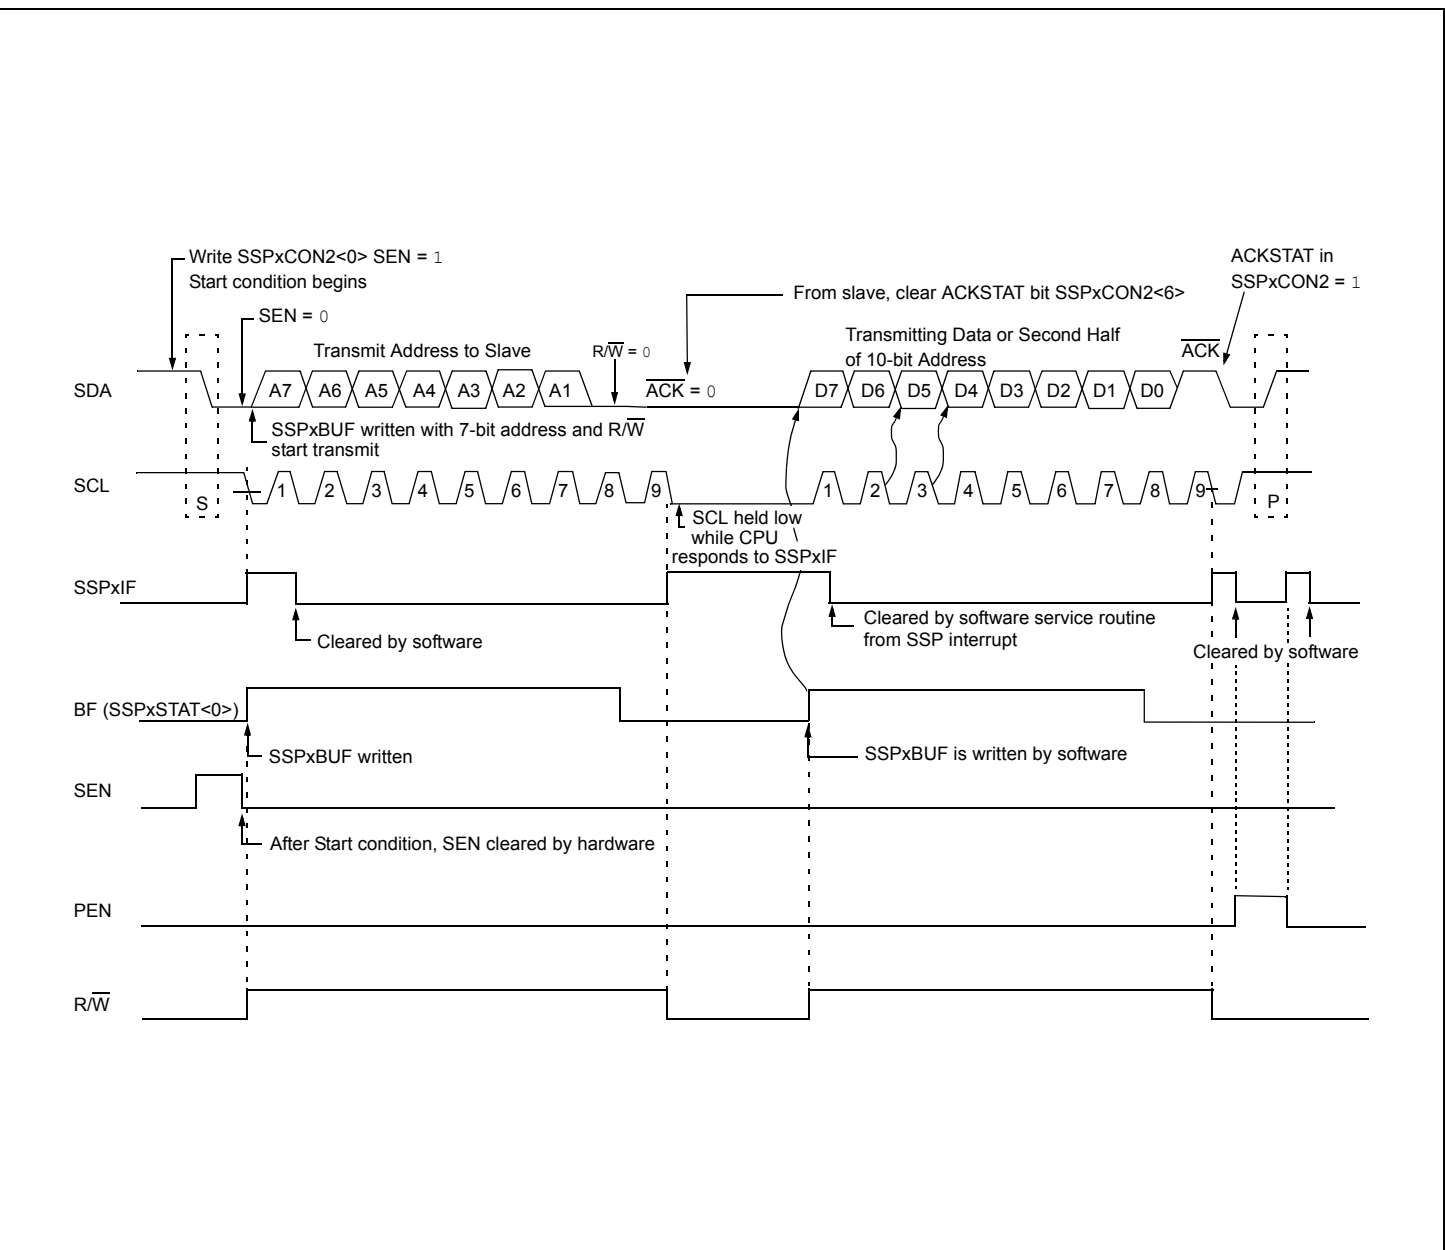 Write SSPxCON2<0> SEN = 1
Start condition begins
ACKSTAT in
SSPxCON2 = 1
From slave, clear ACKSTAT bit SSPxCON2<6>
SEN = 0
Transmitting Data or Second Half
of 10-bit Address
Transmit Address to Slave
R/W̅ = 0
A̅C̅K̅
SDA
A7 A6 A5 A4 A3 A2 A1
A̅C̅K̅ = 0
D7 D6 D5 D4 D3 D2 D1 D0
SSPxBUF written with 7-bit address and R/W̅
start transmit
SCL
S
1 2 3 4 5 6 7 8 9
1 2 3 4 5 6 7 8 9
P
SCL held low
while CPU
responds to SSPxIF
SSPxIF
Cleared by software
Cleared by software service routine
from SSP interrupt
Cleared by software
BF (SSPxSTAT<0>)
SSPxBUF written
SSPxBUF is written by software
SEN
After Start condition, SEN cleared by hardware
PEN
R/W̅